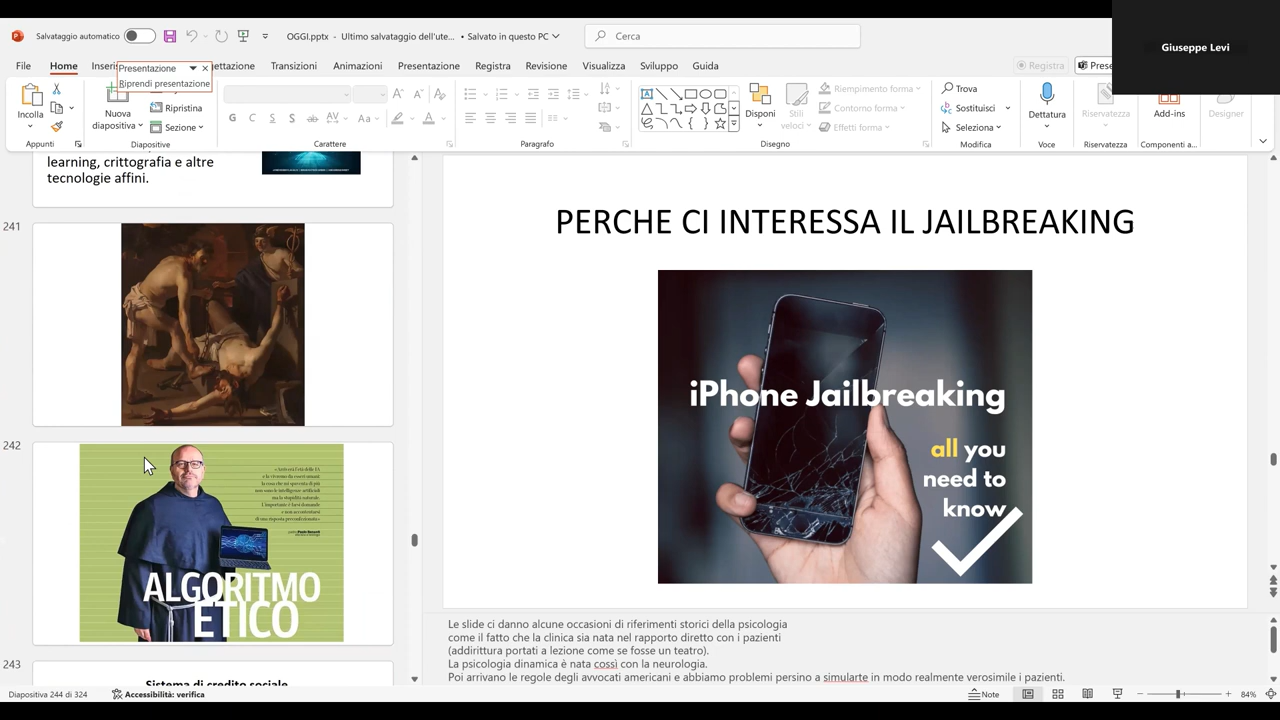 Salvataggio automatico
OGGI.pptx - Ultimo salvataggio dell'ute... • Salvato in questo PC
Cerca
Giuseppe Levi
File
Home
Transizioni
Animazioni
Presentazione
Registra
Revisione
Visualizza
Sviluppo
Guida
Registra
Presentazione
Riprendi presentazione
Incolla
Nuova
diapositiva
Ripristina
Sezione
Disponi
Stili
veloci
Riempimento forma
Contorno forma
Effetti forma
Trova
Sostituisci
Seleziona
Dettatura
Riservatezza
Add-ins
Designer
Appunti
Diapositive
Carattere
Paragrafo
Disegno
Modifica
Voce
Riservatezza
Componenti a...
learning, crittografia e altre
tecnologie affini.
241
242
ALGORITMO
ETICO
243
Sistema di credito sociale
PERCHE CI INTERESSA IL JAILBREAKING
iPhone Jailbreaking
all you
need to
know
Le slide ci danno alcune occasioni di riferimenti storici della psicologia
come il fatto che la clinica sia nata nel rapporto diretto con i pazienti
(addirittura portati a lezione come se fosse un teatro).
La psicologia dinamica è nata cossì con la neurologia.
Poi arrivano le regole degli avvocati americani e abbiamo problemi persino a simularte in modo realmente verosimile i pazienti.
Diapositiva 244 di 324
Accessibilità: verifica
Note
84%